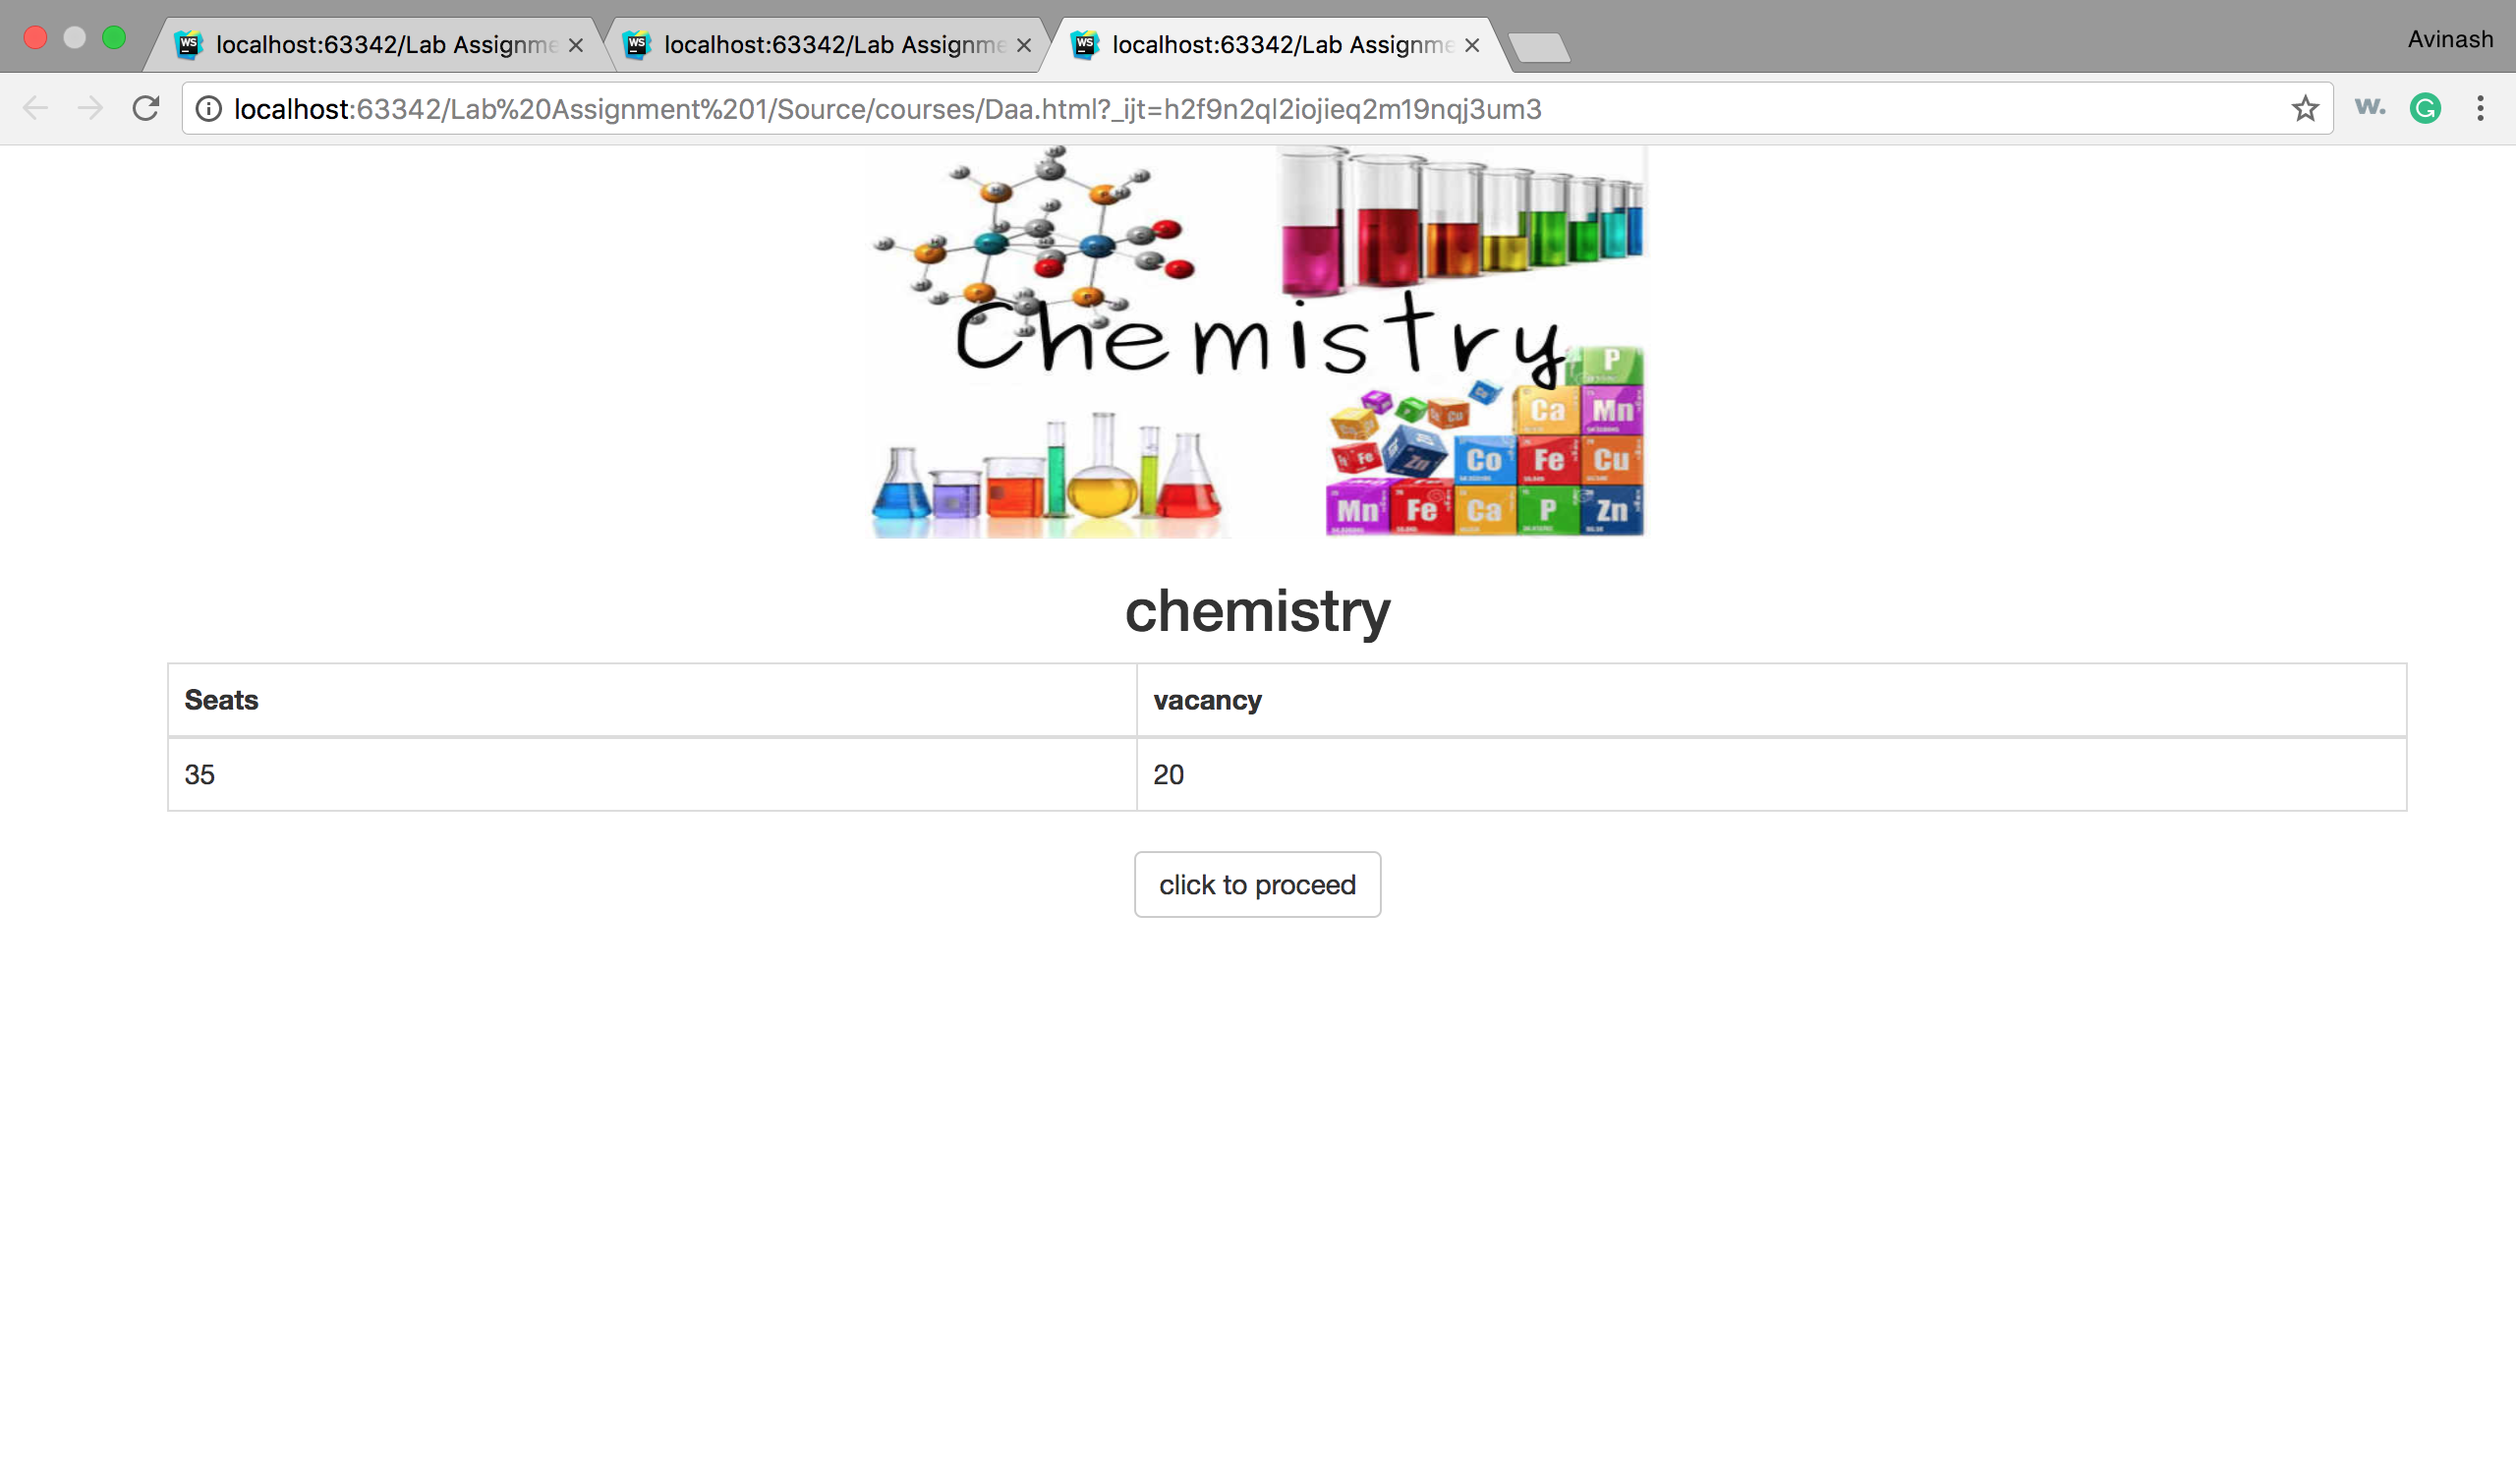 localhost:63342/Lab Assignme
localhost:63342/Lab Assignme
localhost:63342/Lab Assignme
Avinash
localhost:63342/Lab%20Assignment%201/Source/courses/Daa.html?_ijt=h2f9n2ql2iojieq2m19nqj3um3
w.
Chemistry
P
Ca Mn
Fe Zn Co Fe Cu
Mn Fe Ca P Zn
chemistry
Seats vacancy
35 20
click to proceed